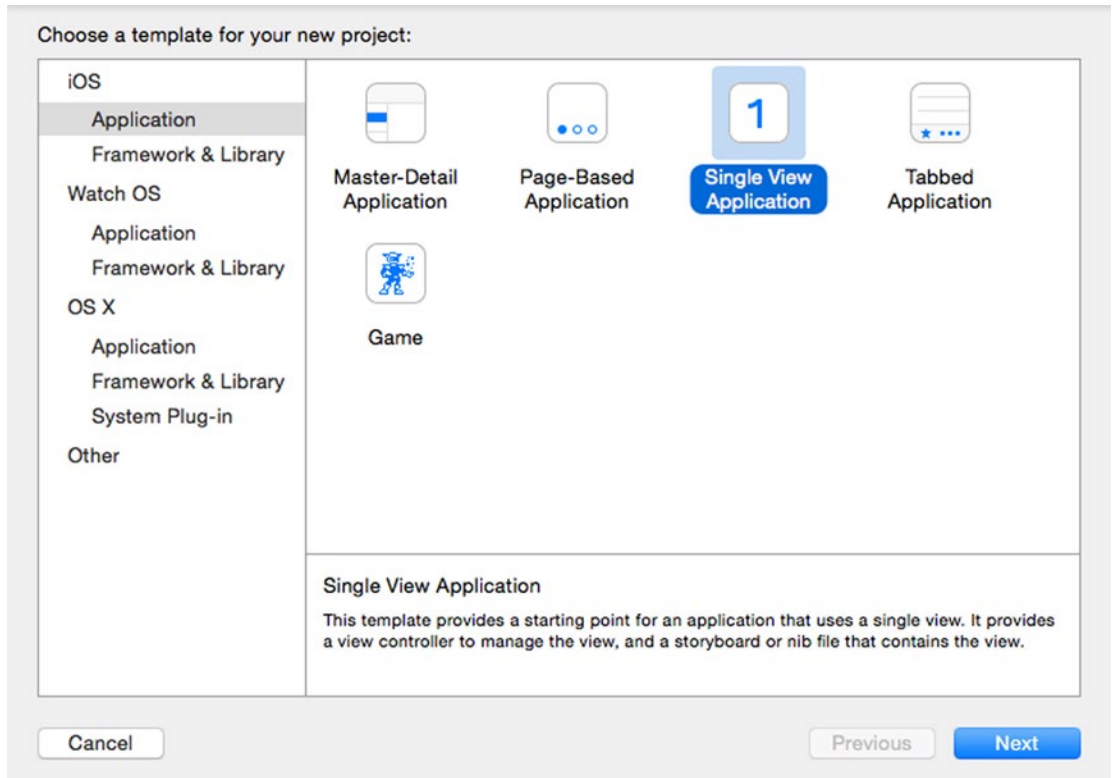 Choose a template for your new project:
iOS
Application
Framework & Library
Watch OS
Application
Framework & Library
OS X
Application
Framework & Library
System Plug-in
Other
Master-Detail
Application
Page-Based
Application
1
Single View
Application
Tabbed
Application
Game
Single View Application
This template provides a starting point for an application that uses a single view. It provides
a view controller to manage the view, and a storyboard or nib file that contains the view.
Cancel
Previous
Next